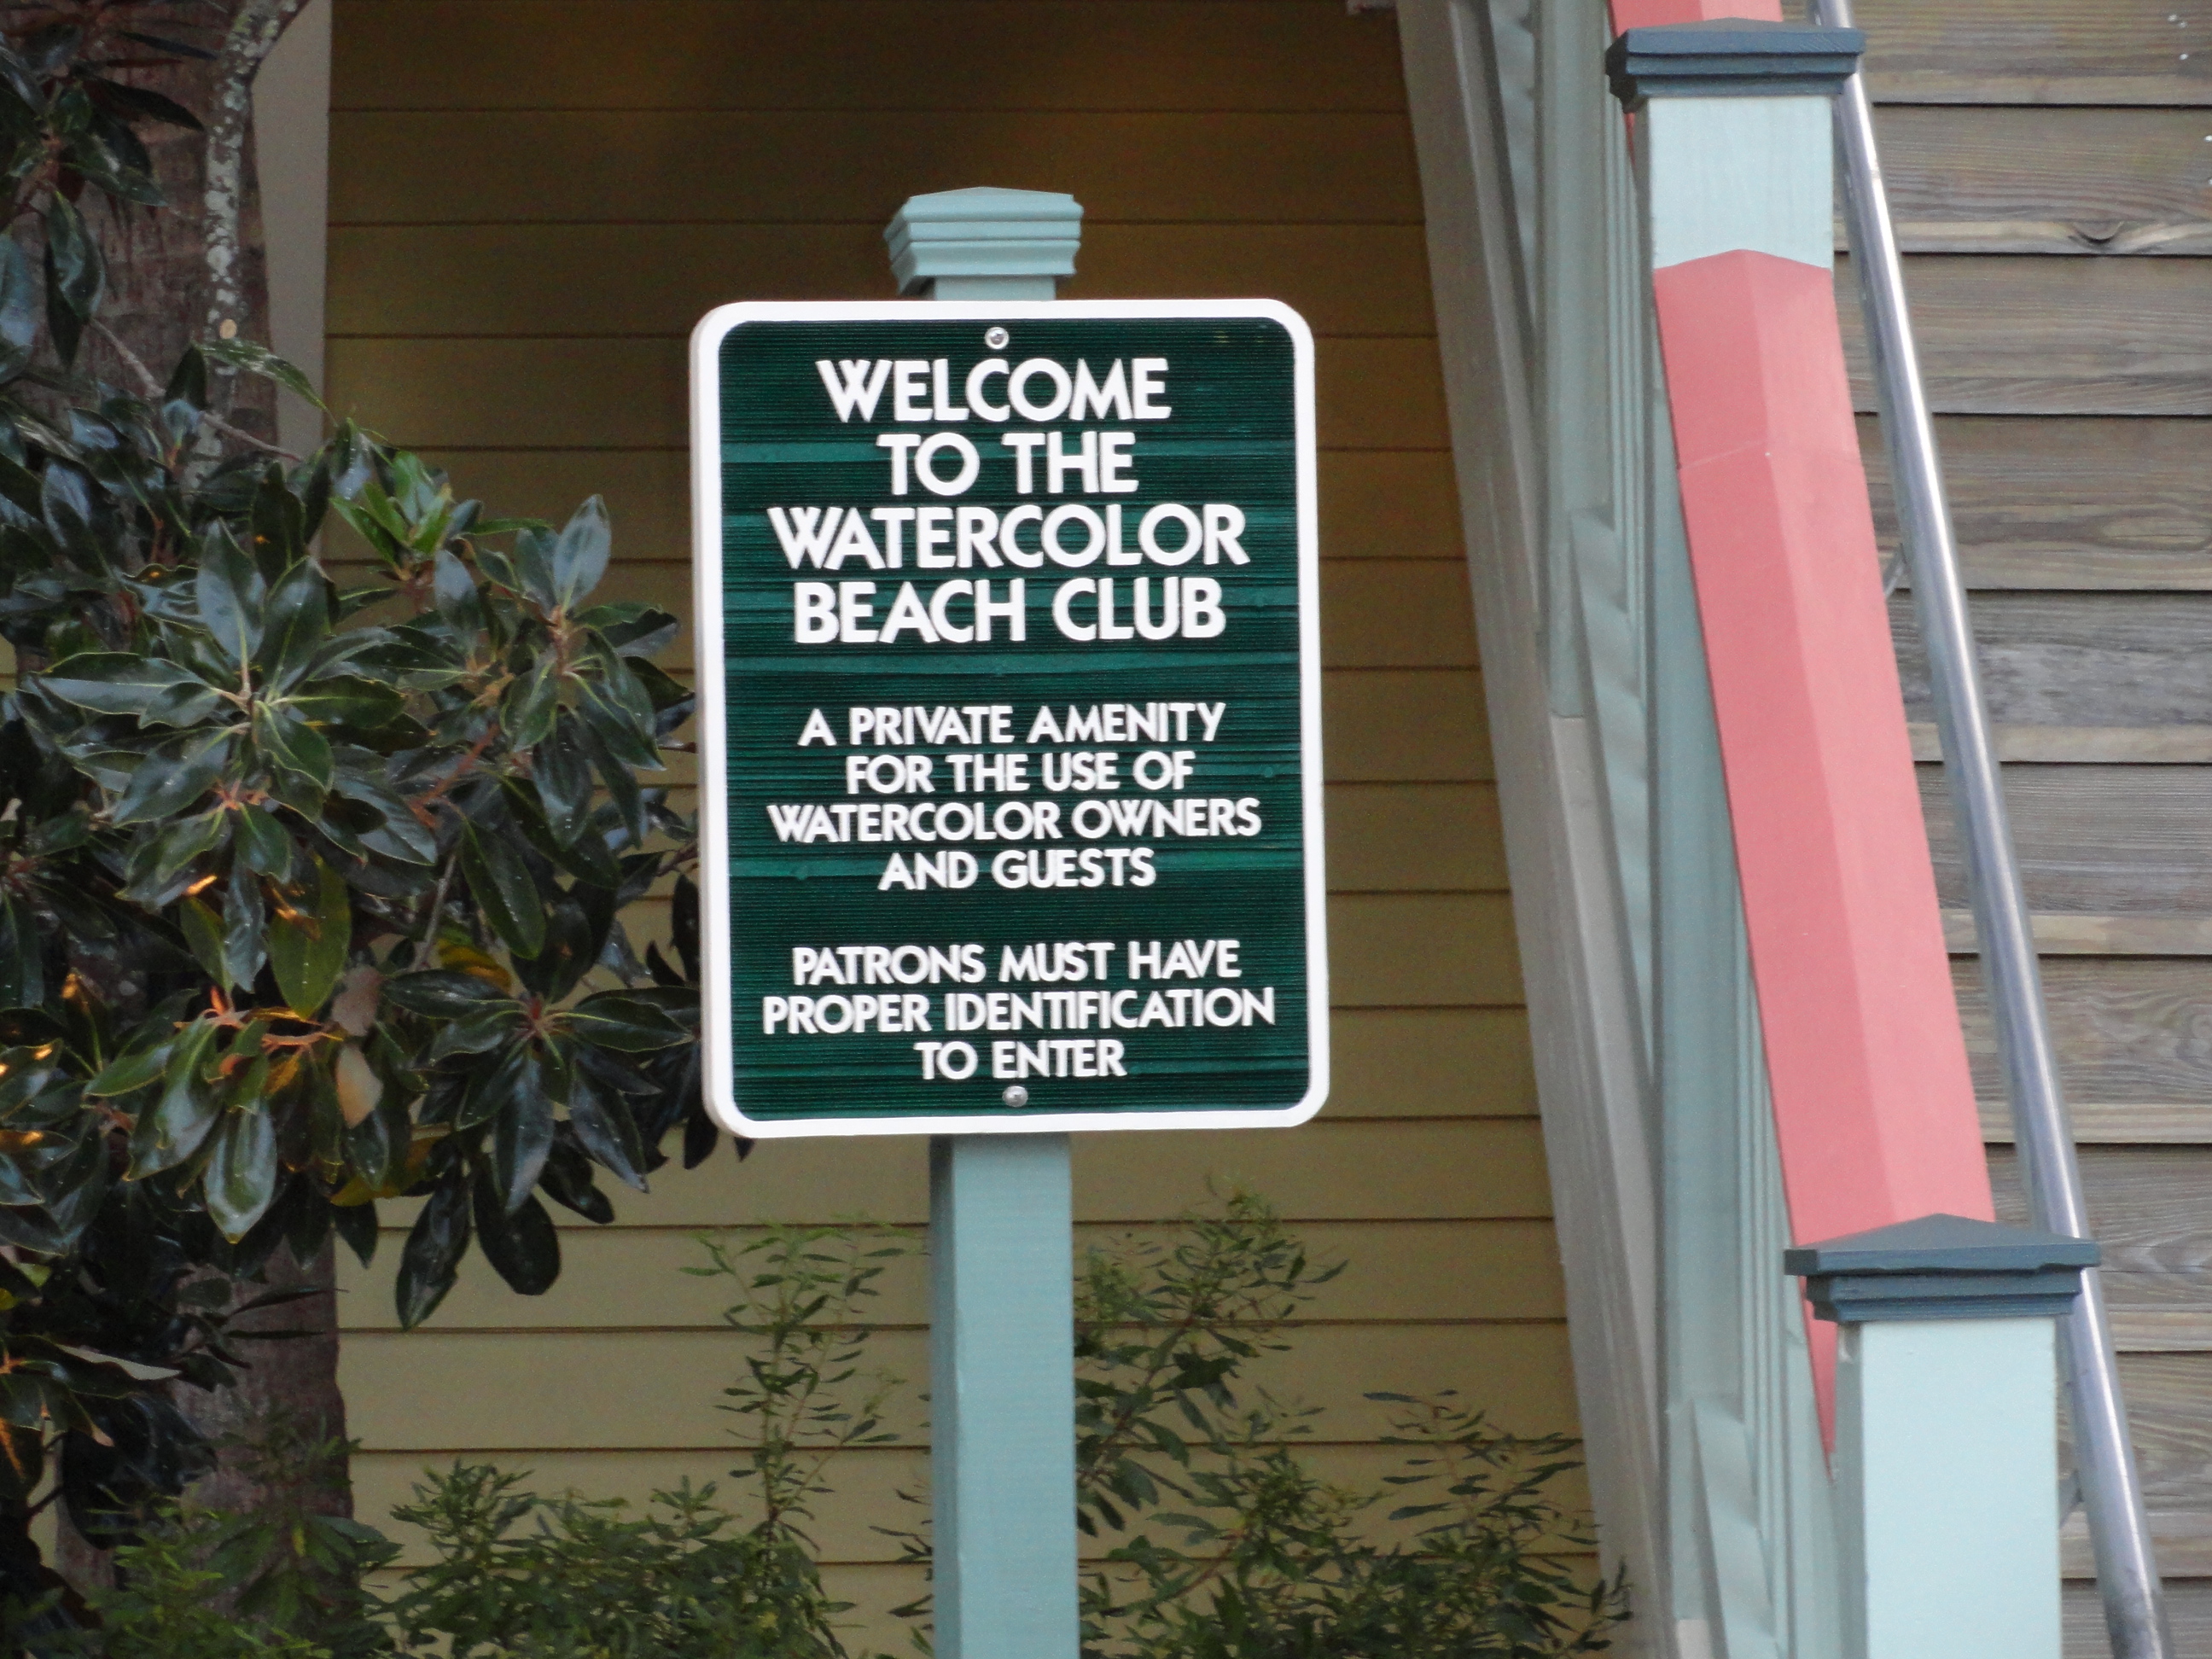 WELCOME
TO THE
WATERCOLOR
BEACH CLUB
A PRIVATE AMENITY
FOR THE USE OF
WATERCOLOR OWNERS
AND GUESTS
PATRONS MUST HAVE
PROPER IDENTIFICATION
TO ENTER